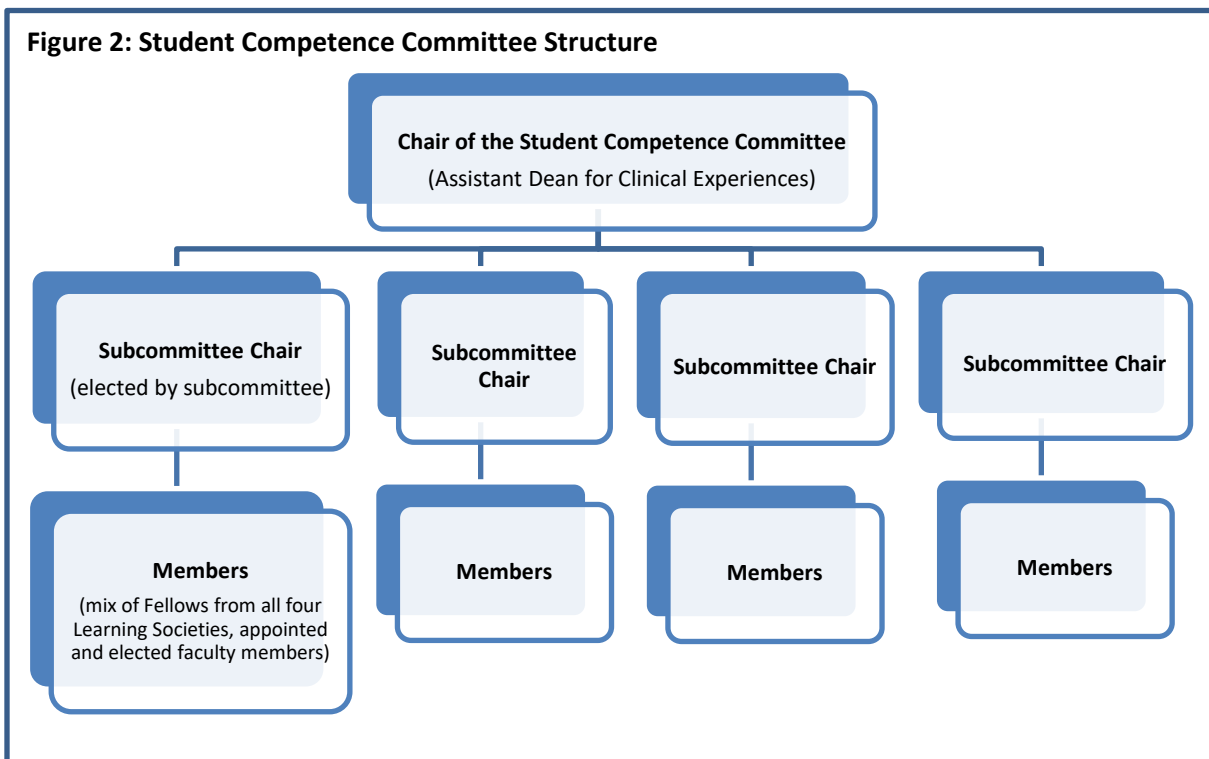 Figure 2: Student Competence Committee Structure
Chair of the Student Competence Committee
(Assistant Dean for Clinical Experiences)
Subcommittee Chair
(elected by subcommittee)
Subcommittee
Chair
Subcommittee Chair
Subcommittee Chair
Members
(mix of Fellows from all four
Learning Societies, appointed
and elected faculty members)
Members
Members
Members